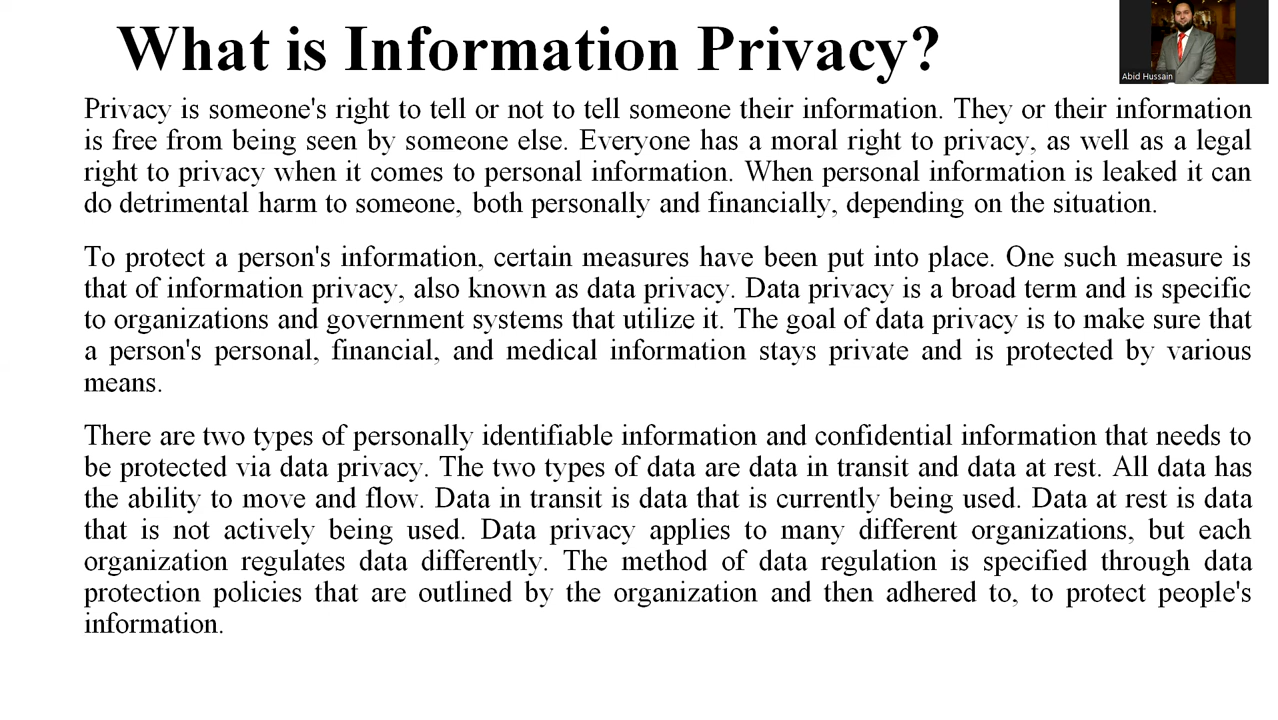 What is Information Privacy?
Abid Hussain
Privacy is someone's right to tell or not to tell someone their information. They or their information
is free from being seen by someone else. Everyone has a moral right to privacy, as well as a legal
right to privacy when it comes to personal information. When personal information is leaked it can
do detrimental harm to someone, both personally and financially, depending on the situation.
To protect a person's information, certain measures have been put into place. One such measure is
that of information privacy, also known as data privacy. Data privacy is a broad term and is specific
to organizations and government systems that utilize it. The goal of data privacy is to make sure that
a person's personal, financial, and medical information stays private and is protected by various
means.
There are two types of personally identifiable information and confidential information that needs to
be protected via data privacy. The two types of data are data in transit and data at rest. All data has
the ability to move and flow. Data in transit is data that is currently being used. Data at rest is data
that is not actively being used. Data privacy applies to many different organizations, but each
organization regulates data differently. The method of data regulation is specified through data
protection policies that are outlined by the organization and then adhered to, to protect people's
information.